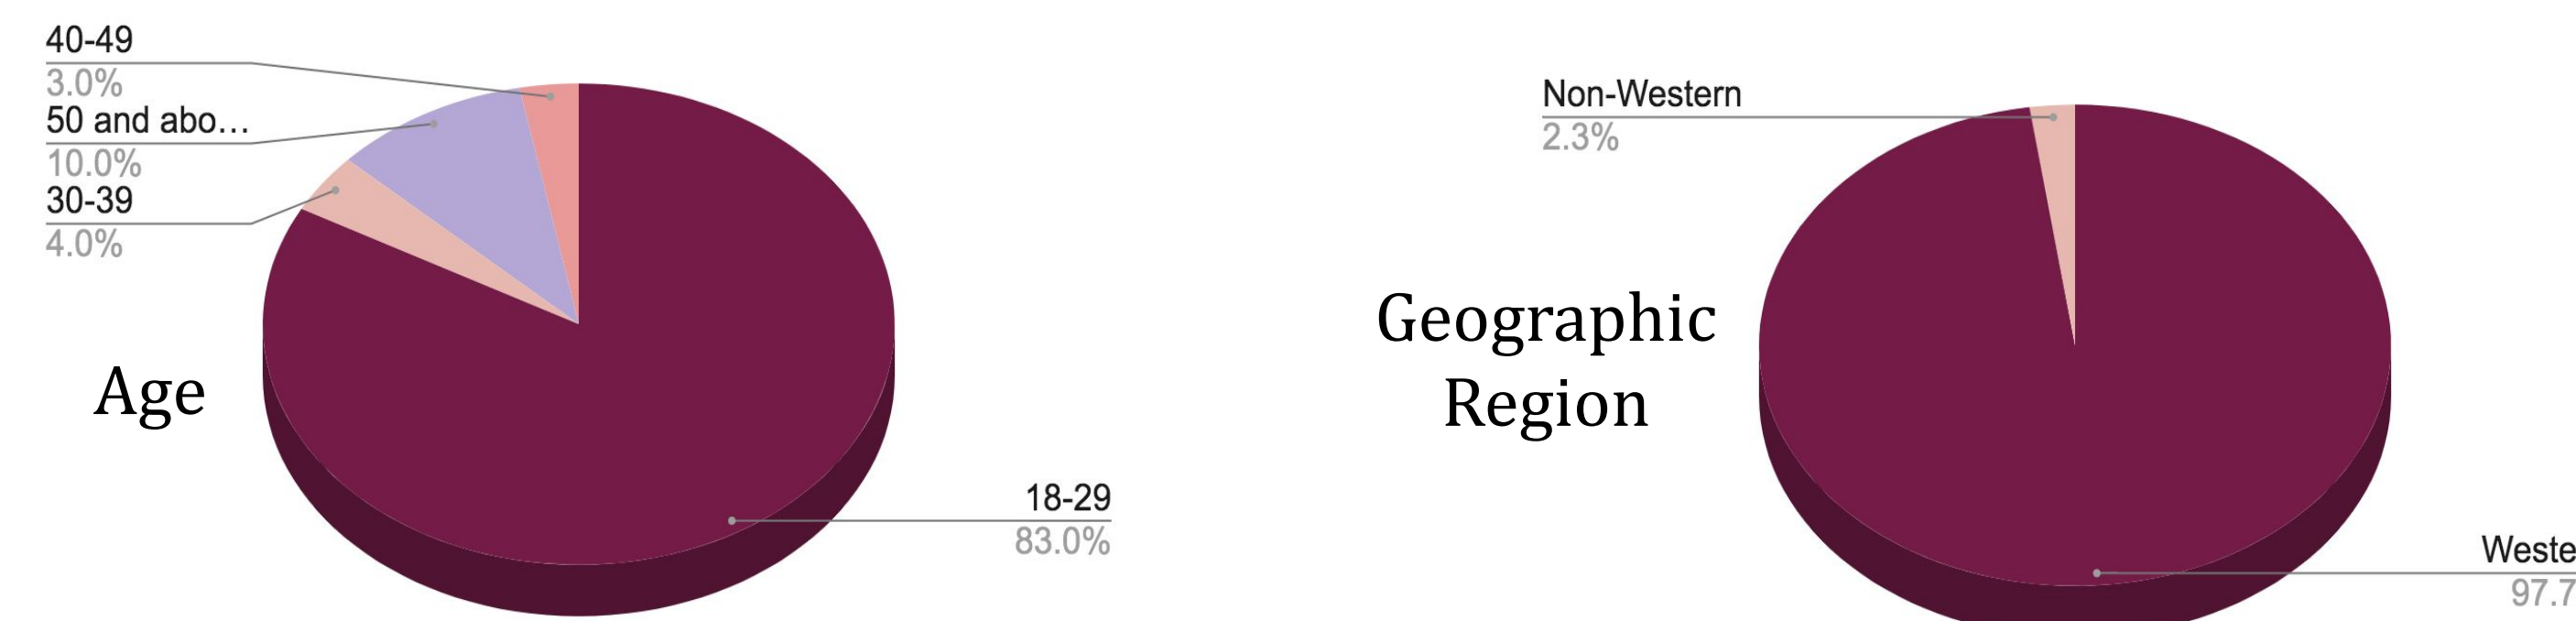 40-49
3.0%
50 and abo…
10.0%
30-39
4.0%
Age
18-29
83.0%
Non-Western
2.3%
Geographic
Region
Weste
97.7